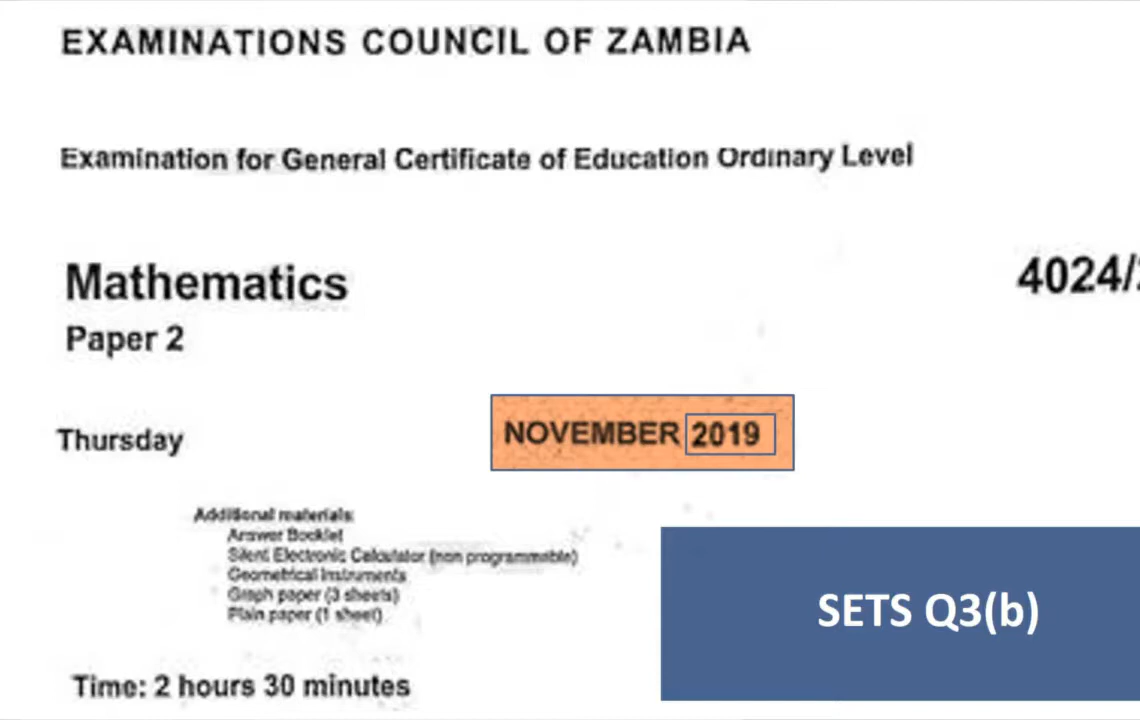 EXAMINATIONS COUNCIL OF ZAMBIA
Examination for General Certificate of Education Ordinary Level
Mathematics
4024/
Paper 2
Thursday
NOVEMBER 2019
Additional materials:
Answer Booklet
Silent Electronic Calculator (non programmable)
Geometrical Instruments
Graph paper (3 sheets)
Plain paper (1 sheet)
SETS Q3(b)
Time: 2 hours 30 minutes